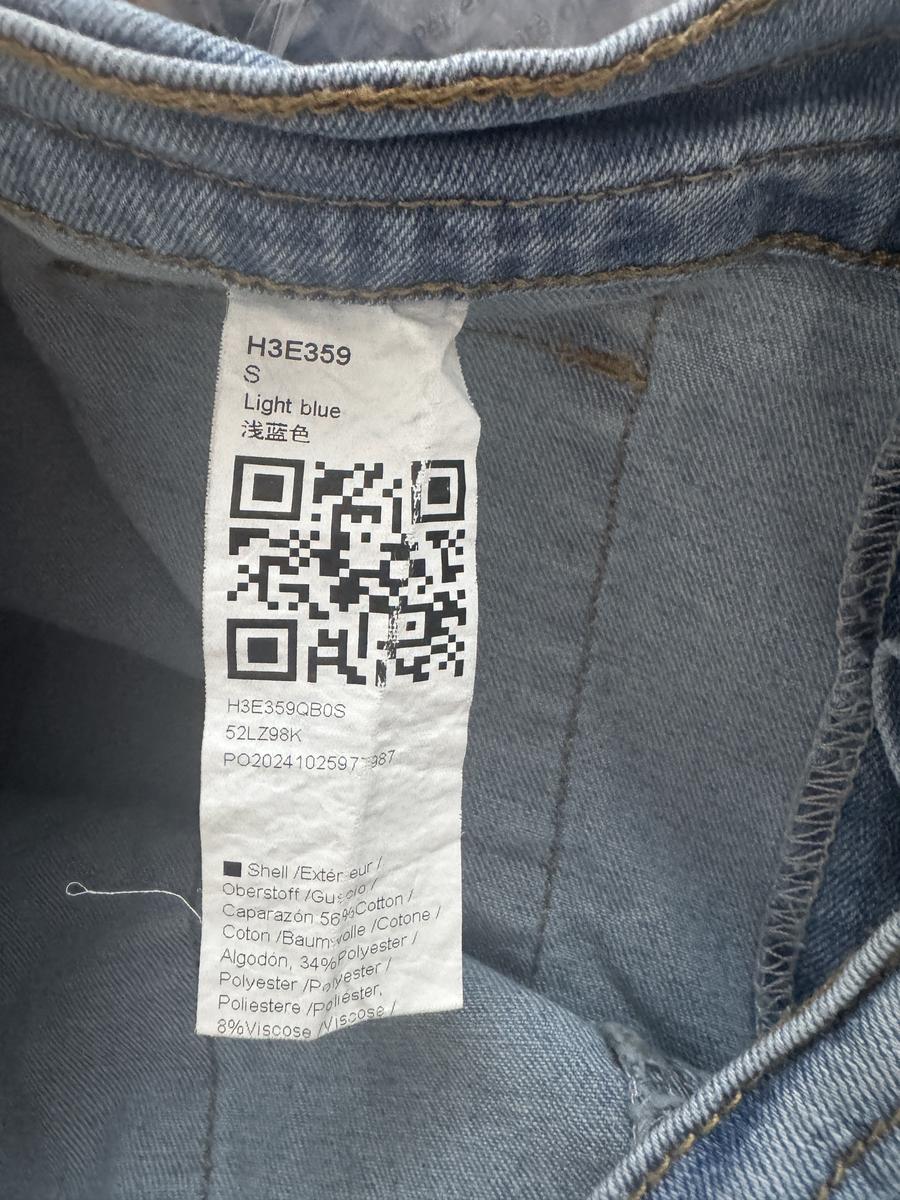 H3E359
S
Light blue
浅蓝色
H3E359QB0S
52LZ98K
Shell /Extérieur /
Oberstoff /Guscio /
Caparazón 56%Cotton /
Coton /Baumwolle /Cotone /
Algodón, 34%Polyester /
Polyester /Polyester /
Poliestere /Poliéster,
8%Viscose /Viscose /